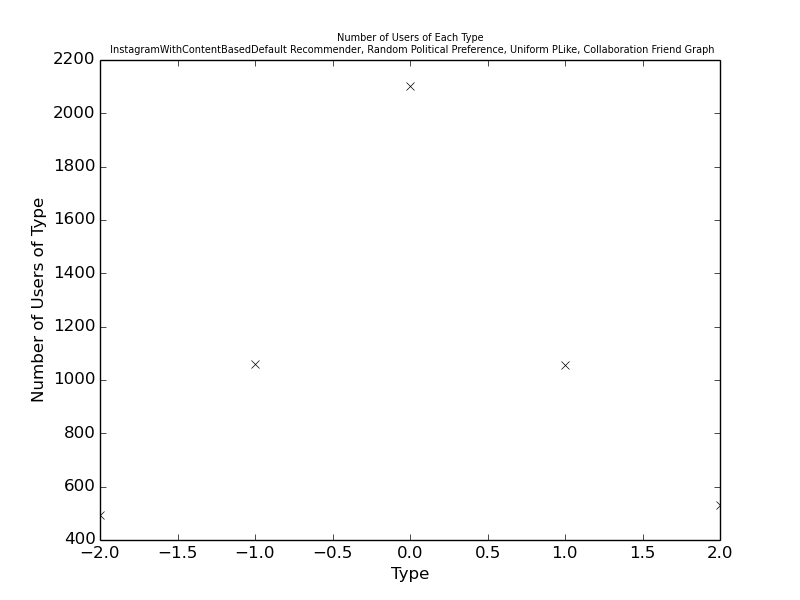 Number of Users of Each Type
InstagramWithContentBasedDefault Recommender, Random Political Preference, Uniform PLike, Collaboration Friend Graph
2200
2000
1800
1600
1400
1200
1000
800
600
400
Number of Users of Type
−2.0 −1.5 −1.0 −0.5 0.0 0.5 1.0 1.5 2.0
Type